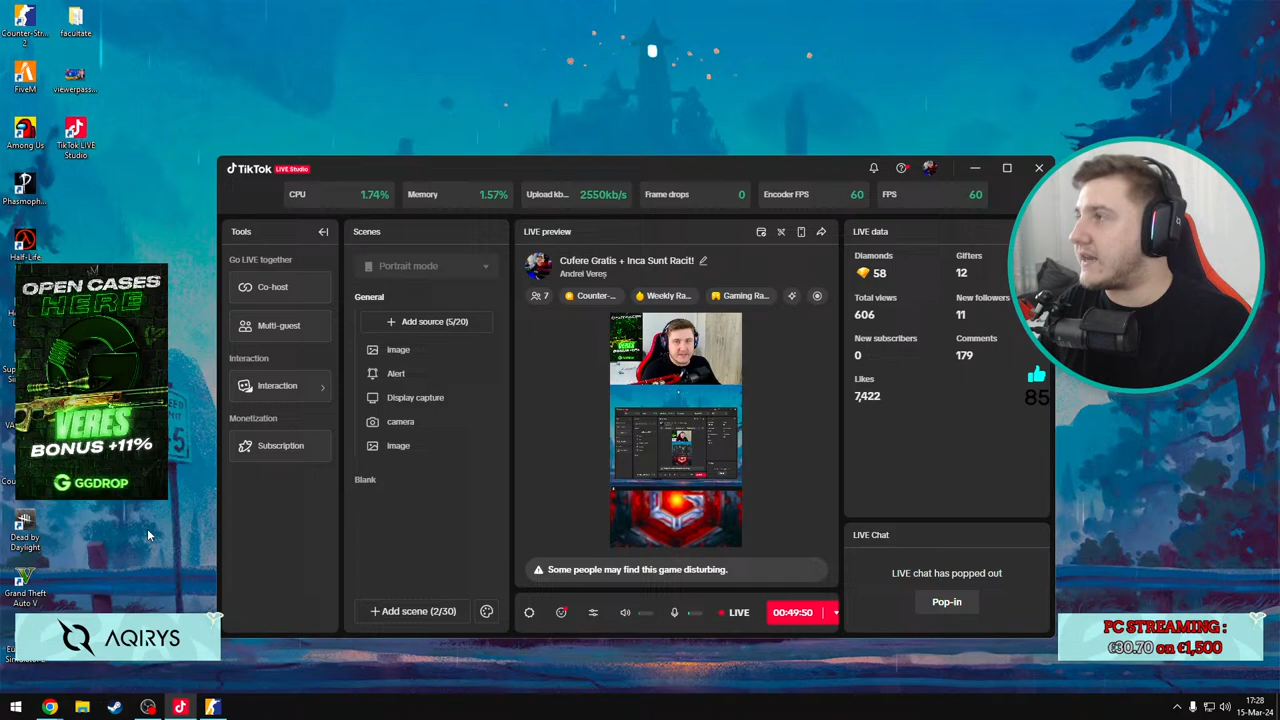 Counter-Str...
2
facultate
FiveM
viewerpass...
Among Us
TikTok LIVE
Studio
Phasmoph...
Half-Life
OPEN CASES
HERE
VEREȘ
BONUS +11%
GGDROP
Dead by
Daylight
Grand Theft
Auto V
AQIRYS
TikTok LIVE Studio
CPU 1.74%
Memory 1.57%
Upload kb... 2550kb/s
Frame drops 0
Encoder FPS 60
FPS 60
Tools
Go LIVE together
Co-host
Multi-guest
Interaction
Interaction
Monetization
Subscription
Scenes
Portrait mode
General
Add source (5/20)
Image
Alert
Display capture
camera
Image
Blank
Add scene (2/30)
LIVE preview
Cufere Gratis + Inca Sunt Racit!
Andrei Vereș
7
Counter-...
Weekly Ra...
Gaming Ra...
Some people may find this game disturbing.
LIVE
00:49:50
LIVE data
Diamonds
58
Gifters
12
Total views
606
New followers
11
New subscribers
0
Comments
179
Likes
7,422
85
LIVE Chat
LIVE chat has popped out
Pop-in
PC STREAMING :
€30.70 on €1,500
17:28
15-Mar-24